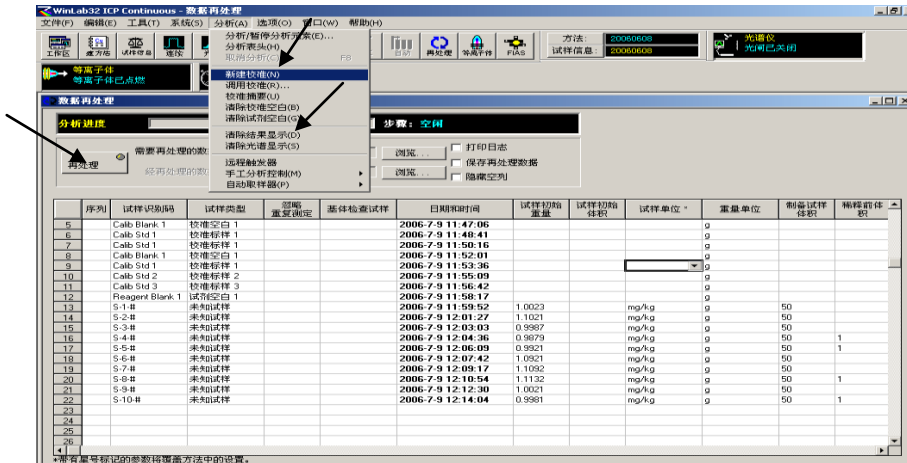 WinLab32 ICP Continuous - 数据再处理
文件(F) 编辑(E) 工具(T) 系统(S) 分析(A) 选项(O) 窗口(W) 帮助(H)
工作区 建方法 试样信息 连按 自动 再处理 等离子体 FIAS
方法: 20060608
试样信息: 20060608
光谱仪
光闸已关闭
等离子体
等离子体已点燃
分析/暂停分析元素(E)...
分析表头(H)
取消分析(C) F8
新建校准(N)
调用校准(R)...
校准摘要(U)
清除校准空白(B)
清除试剂空白(G)
清除结果显示(D)
清除光谱显示(S)
远程触发器
手工分析控制(M)
自动取样器(P)
数据再处理
分析进度 步骤: 空闲
再处理
需要再处理的数
经再处理的数
浏览...
浏览...
打印日志
保存再处理数据
隐藏空列
序列 试样识别码 试样类型 忽略重复测定 基体检查试样 日期和时间 试样初始重量 试样初始体积 试样单位 * 重量单位 制备试样体积 稀释前体积
5 Calib Blank 1 校准空白 1 2006-7-9 11:47:06 g
6 Calib Std 1 校准标样 1 2006-7-9 11:48:41 g
7 Calib Std 1 校准标样 1 2006-7-9 11:50:16 g
8 Calib Blank 1 校准空白 1 2006-7-9 11:52:01 g
9 Calib Std 1 校准标样 1 2006-7-9 11:53:36 g
10 Calib Std 2 校准标样 2 2006-7-9 11:55:09 g
11 Calib Std 3 校准标样 3 2006-7-9 11:56:42 g
12 Reagent Blank 1 试剂空白 1 2006-7-9 11:58:17 g
13 S-1-# 未知试样 2006-7-9 11:59:52 1.0023 mg/kg g 50
14 S-2-# 未知试样 2006-7-9 12:01:27 1.1021 mg/kg g 50
15 S-3-# 未知试样 2006-7-9 12:03:03 0.9987 mg/kg g 50
16 S-4-# 未知试样 2006-7-9 12:04:36 0.9879 mg/kg g 50 1
17 S-5-# 未知试样 2006-7-9 12:06:09 0.9921 mg/kg g 50 1
18 S-6-# 未知试样 2006-7-9 12:07:42 1.0921 mg/kg g 50
19 S-7-# 未知试样 2006-7-9 12:09:17 1.1092 mg/kg g 50
20 S-8-# 未知试样 2006-7-9 12:10:54 1.1132 mg/kg g 50 1
21 S-9-# 未知试样 2006-7-9 12:12:30 1.0021 mg/kg g 50
22 S-10-# 未知试样 2006-7-9 12:14:04 0.9981 mg/kg g 50 1
23
24
25
26
*带有星号标记的参数将覆盖方法中的设置。